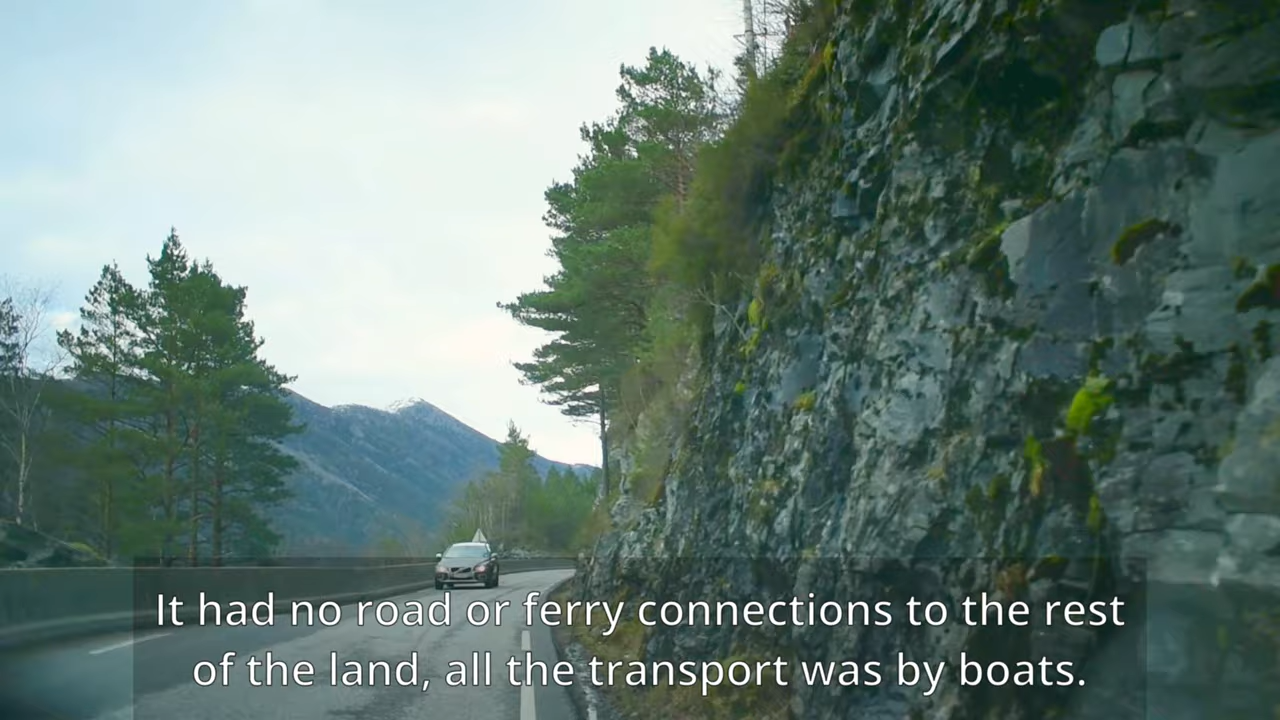 It had no road or ferry connections to the rest
of the land, all the transport was by boats.